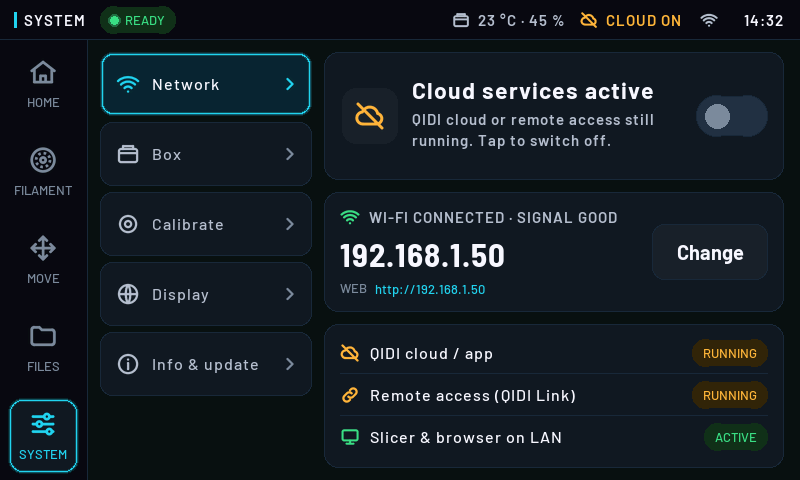 SYSTEM
READY
23 °C · 45 %
CLOUD ON
14:32
HOME
FILAMENT
MOVE
FILES
SYSTEM
Network
Box
Calibrate
Display
Info & update
Cloud services active
QIDI cloud or remote access still
running. Tap to switch off.
WI-FI CONNECTED · SIGNAL GOOD
192.168.1.50
WEB http://192.168.1.50
Change
QIDI cloud / app
RUNNING
Remote access (QIDI Link)
RUNNING
Slicer & browser on LAN
ACTIVE